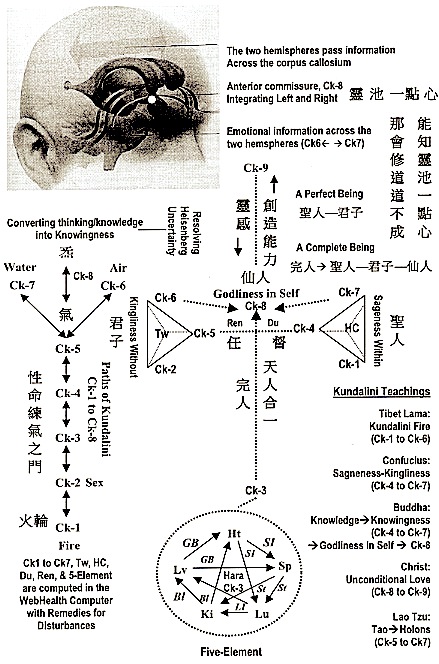 The two hemispheres pass information
Across the corpus callosium
Anterior commissure, Ck-8
Integrating Left and Right
靈 池 一 點 心
Emotional information across the
two hemispheres (Ck6← → Ck7)
能知靈池一點心
那會修道道不成
Ck-9
靈感
創造能力
A Perfect Being
聖人—君子
A Complete Being
完人→ 聖人—君子—仙人
仙人
Converting thinking/knowledge
into Knowingness
Resolving
Heisenberg
Uncertainty
炁
Water
Ck-7
Ck-8
Air
Ck-6
氣
Ck-5
Ck-4
Ck-3
Ck-2 Sex
Ck-1
Fire
火輪
性命練氣之門
Paths of Kundalini
Ck-1 to Ck-8
Kingliness Without
君子
Ck-6
Tw
Ck-5
Ck-2
Godliness in Self
Ck-8
Ren
Du
任
督
Ck-7
Ck-4
HC
Ck-1
Sageness Within
聖人
完人
天人合一
Ck-3
Ht
GB
SI
Lv
GB
SI
Sp
Hara
Ck-3
Bl
Bl
St
St
Ki
LI
Lu
Five-Element
Ck1 to Ck7, Tw, HC,
Du, Ren, & 5-Element
are computed in the
WebHealth Computer
with Remedies for
Disturbances
Kundalini Teachings
Tibet Lama:
Kundalini Fire
(Ck-1 to Ck-6)
Confucius:
Sagneness-Kingliness
(Ck-4 to Ck-7)
Buddha:
Knowledge→Knowingness
(Ck-4 to Ck-7)
→Godliness in Self → Ck-8
Christ:
Unconditional Love
(Ck-8 to Ck-9)
Lao Tzu:
Tao→Holons
(Ck-5 to Ck7)